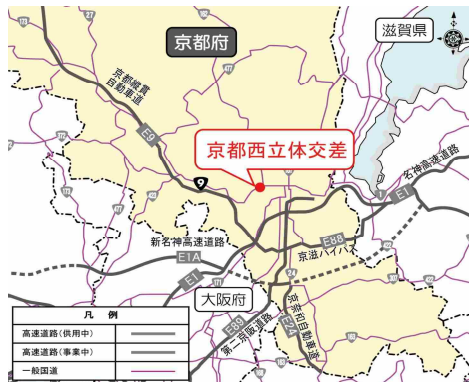 京都府
滋賀県
京都縦貫
自動車道
E9
9
京都西立体交差
名神高速道路
E1
新名神高速道路
E88
京滋バイパス
E1A
E1
大阪府
24
171
第二京阪道路
E89
京奈和自動車道
E24
凡 例
高速道路(供用中)
高速道路(事業中)
一般国道